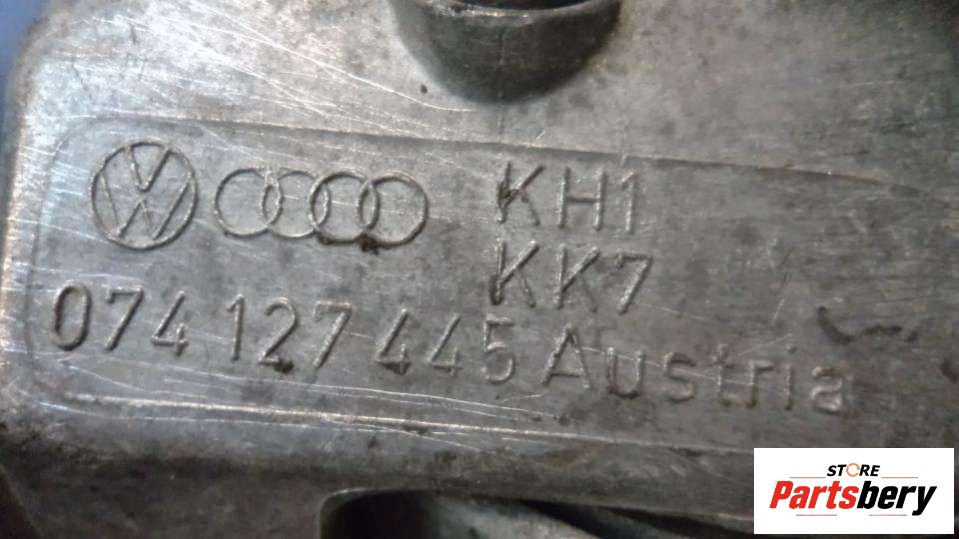 KH1
KK7
074 127 445 Austria
STORE
Partsbery